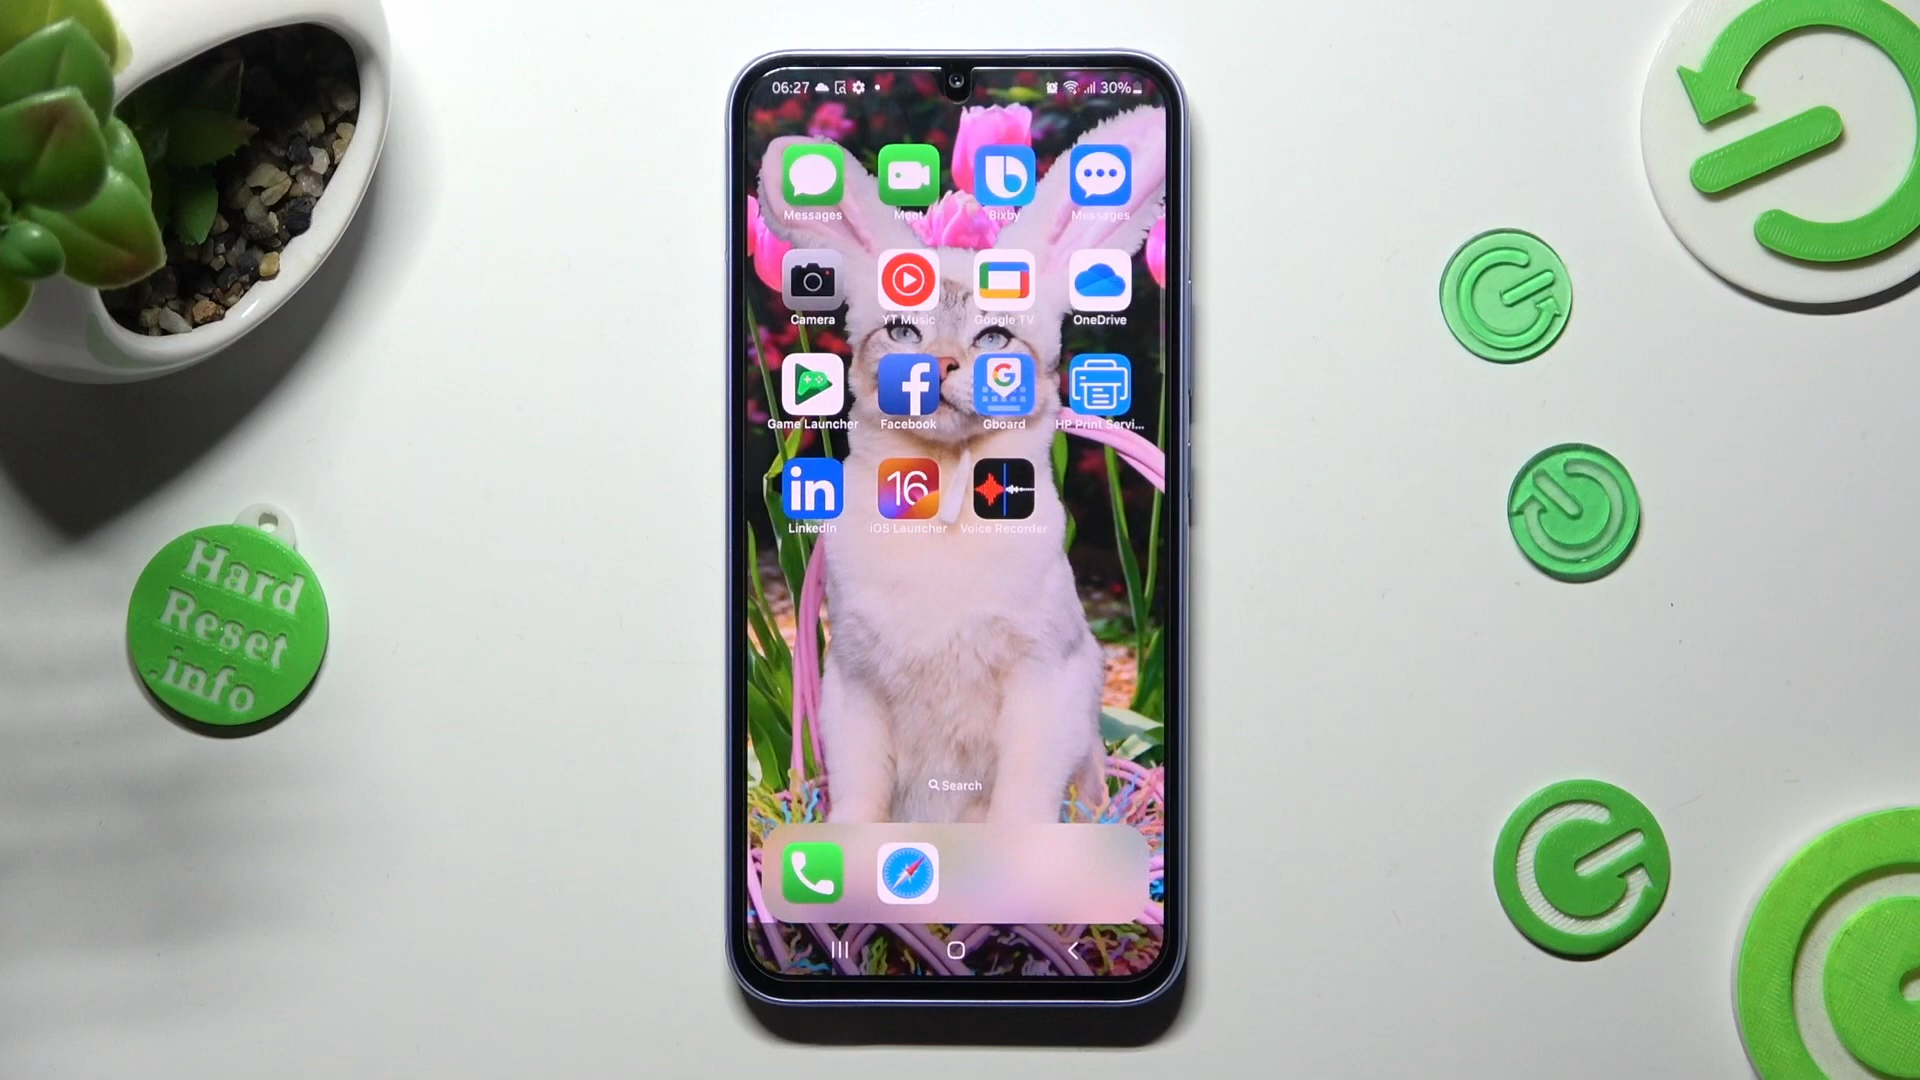 06:27
30%
Messages
Meet
Bixby
Messages
Camera
YT Music
Google TV
OneDrive
Game Launcher
Facebook
Gboard
HP Print Servi...
in
16
LinkedIn
iOS Launcher
Voice Recorder
Search
Hard
Reset
.info